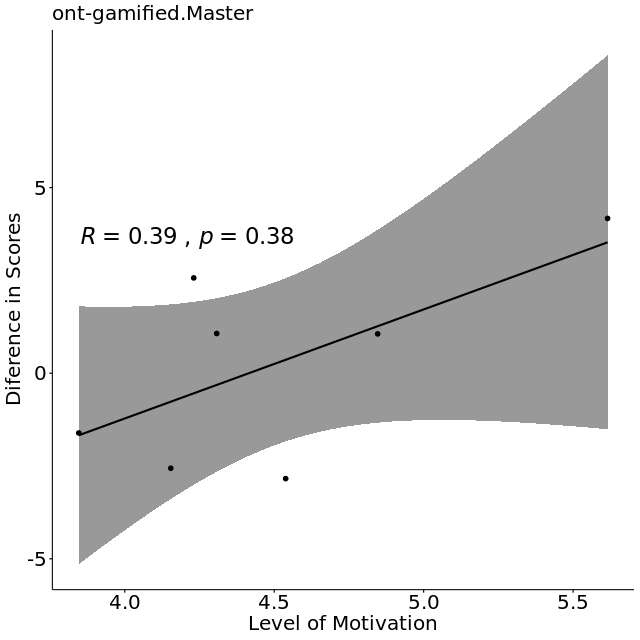 ont-gamified.Master
R = 0.39 , p = 0.38
Diference in Scores
5
0
-5
4.0 4.5 5.0 5.5
Level of Motivation